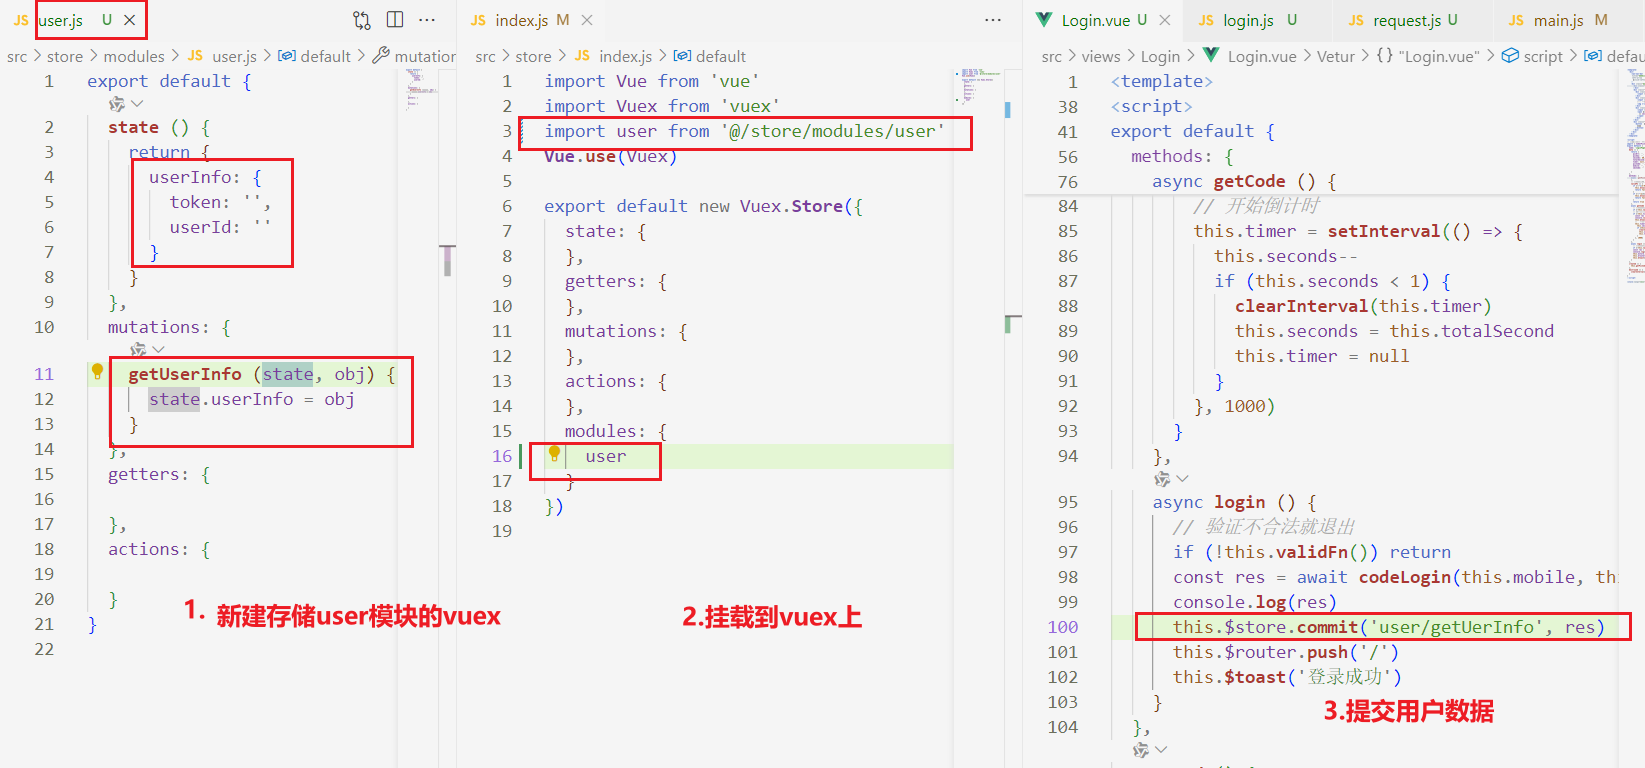 JS user.js U
src > store > modules > JS user.js > default > mutation
1 export default {
2 state () {
3 return {
4 userInfo: {
5 token: '',
6 userId: ''
7 }
8 }
9 },
10 mutations: {
11 getUserInfo (state, obj) {
12 state.userInfo = obj
13 }
14 },
15 getters: {
16
17 },
18 actions: {
19
20 }
21 }
22
1. 新建存储user模块的vuex
JS index.js M
src > store > JS index.js > default
1 import Vue from 'vue'
2 import Vuex from 'vuex'
3 import user from '@/store/modules/user'
4 Vue.use(Vuex)
5
6 export default new Vuex.Store({
7 state: {
8 },
9 getters: {
10 },
11 mutations: {
12 },
13 actions: {
14 },
15 modules: {
16 user
17 }
18 })
19
2.挂载到vuex上
Login.vue U JS login.js U JS request.js U JS main.js M
src > views > Login > Login.vue > Vetur > {} "Login.vue" > script > defau
1 <template>
38 <script>
41 export default {
56 methods: {
76 async getCode () {
84 // 开始倒计时
85 this.timer = setInterval(() => {
86 this.seconds--
87 if (this.seconds < 1) {
88 clearInterval(this.timer)
89 this.seconds = this.totalSecond
90 this.timer = null
91 }
92 }, 1000)
93 }
94 },
95 async login () {
96 // 验证不合法就退出
97 if (!this.validFn()) return
98 const res = await codeLogin(this.mobile, thi
99 console.log(res)
100 this.$store.commit('user/getUerInfo', res)
101 this.$router.push('/')
102 this.$toast('登录成功')
103 }
104 },
3.提交用户数据